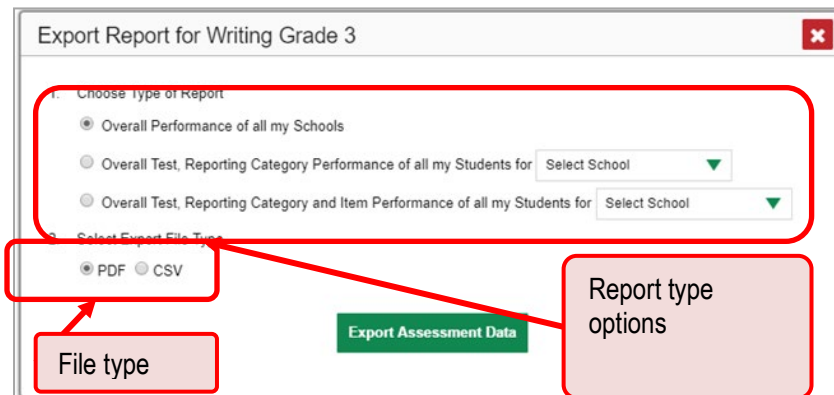 Export Report for Writing Grade 3
1. Choose Type of Report
Overall Performance of all my Schools
Overall Test, Reporting Category Performance of all my Students for Select School
Overall Test, Reporting Category and Item Performance of all my Students for Select School
2. Select Export File Type
PDF CSV
Export Assessment Data
File type
Report type
options